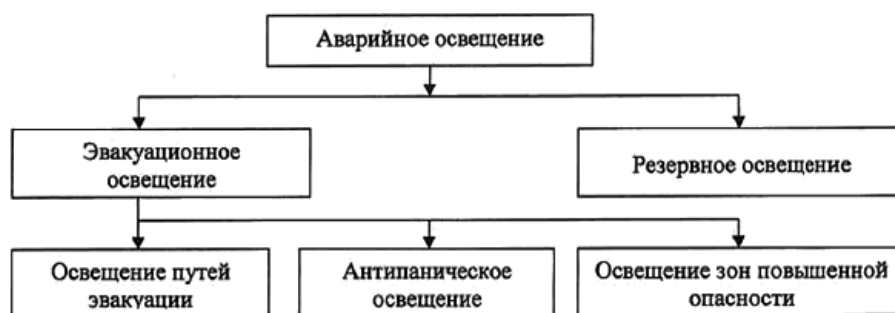 Аварийное освещение
Эвакуационное
освещение
Резервное освещение
Освещение путей
эвакуации
Антипаническое
освещение
Освещение зон повышенной
опасности